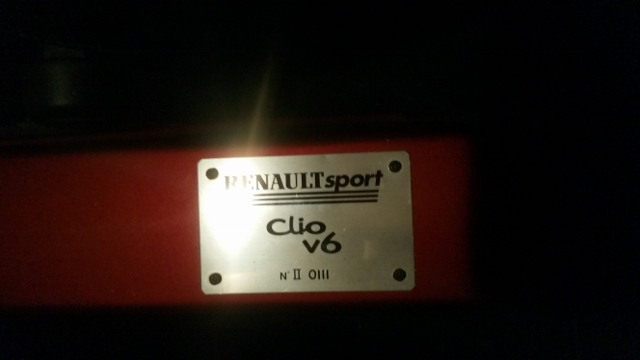 RENAULTsport
Clio
v6
N° II 0111